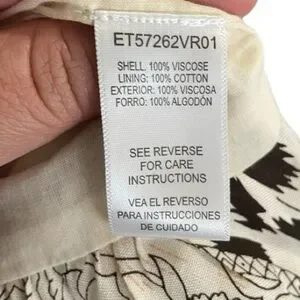 ET57262VR01
SHELL: 100% VISCOSE
LINING: 100% COTTON
EXTERIOR: 100% VISCOSA
FORRO: 100% ALGODÓN
SEE REVERSE
FOR CARE
INSTRUCTIONS
VEA EL REVERSO
PARA INSTRUCCIONES
DE CUIDADO